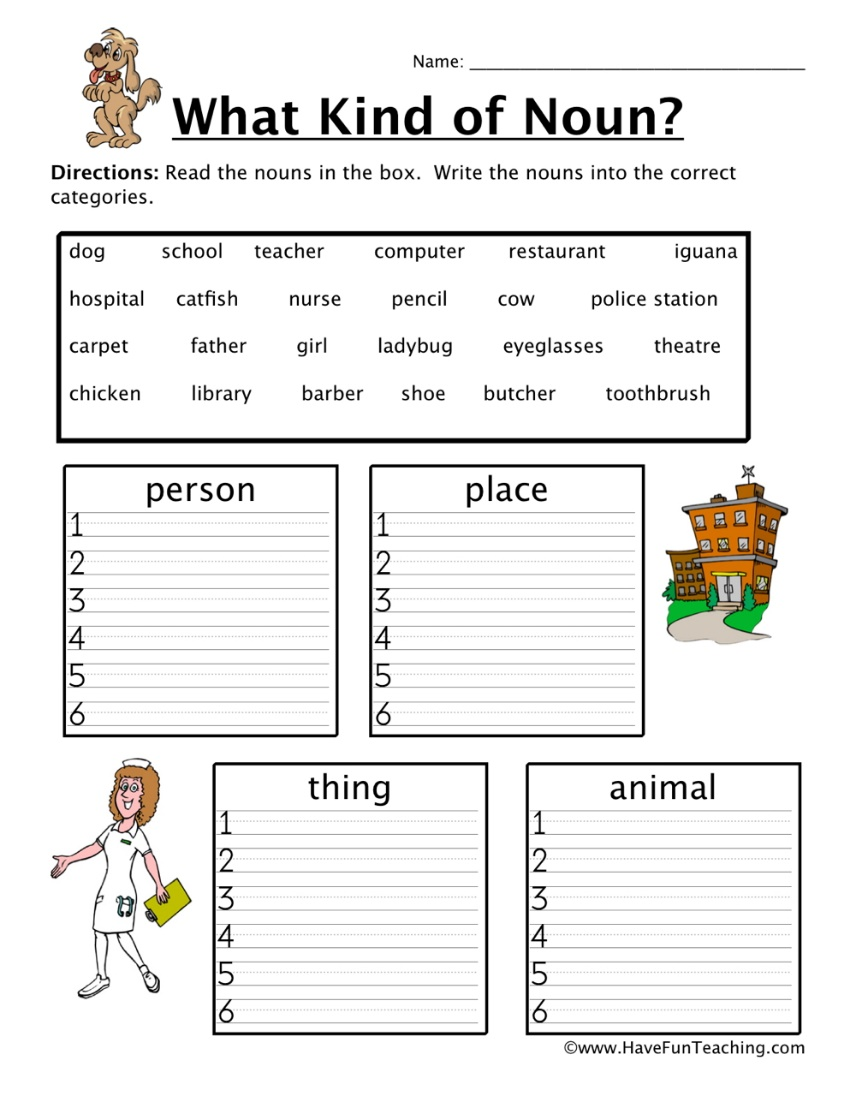 Name: ___________________________________
What Kind of Noun?
Directions: Read the nouns in the box.  Write the nouns into the correct
categories.
dog school teacher computer restaurant iguana
hospital catfish nurse pencil cow police station
carpet father girl ladybug eyeglasses theatre
chicken library barber shoe butcher toothbrush
person
1
2
3
4
5
6
place
1
2
3
4
5
6
thing
1
2
3
4
5
6
animal
1
2
3
4
5
6
©www.HaveFunTeaching.com